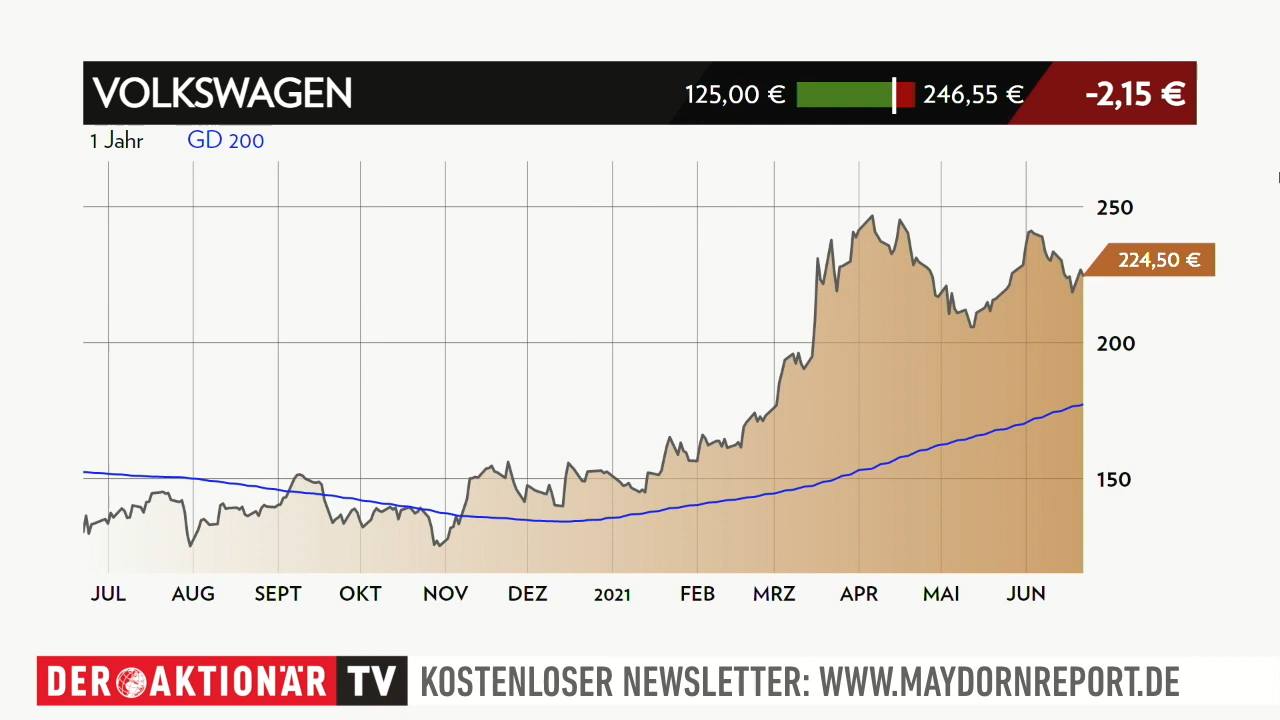 VOLKSWAGEN 125,00 € 246,55 € -2,15 €
1 Jahr GD 200
250
224,50 €
200
150
JUL AUG SEPT OKT NOV DEZ 2021 FEB MRZ APR MAI JUN
DER AKTIONÄR TV KOSTENLOSER NEWSLETTER: WWW.MAYDORNREPORT.DE